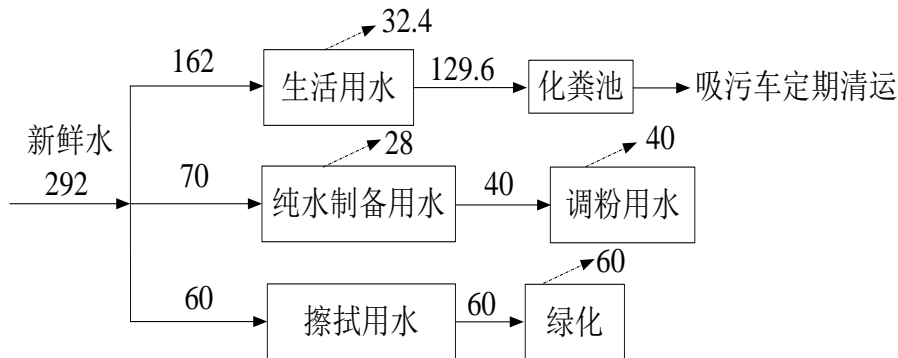 32.4
162
生活用水
129.6
化粪池
吸污车定期清运
新鲜水
292
28
70
纯水制备用水
40
40
调粉用水
60
60
擦拭用水
60
绿化